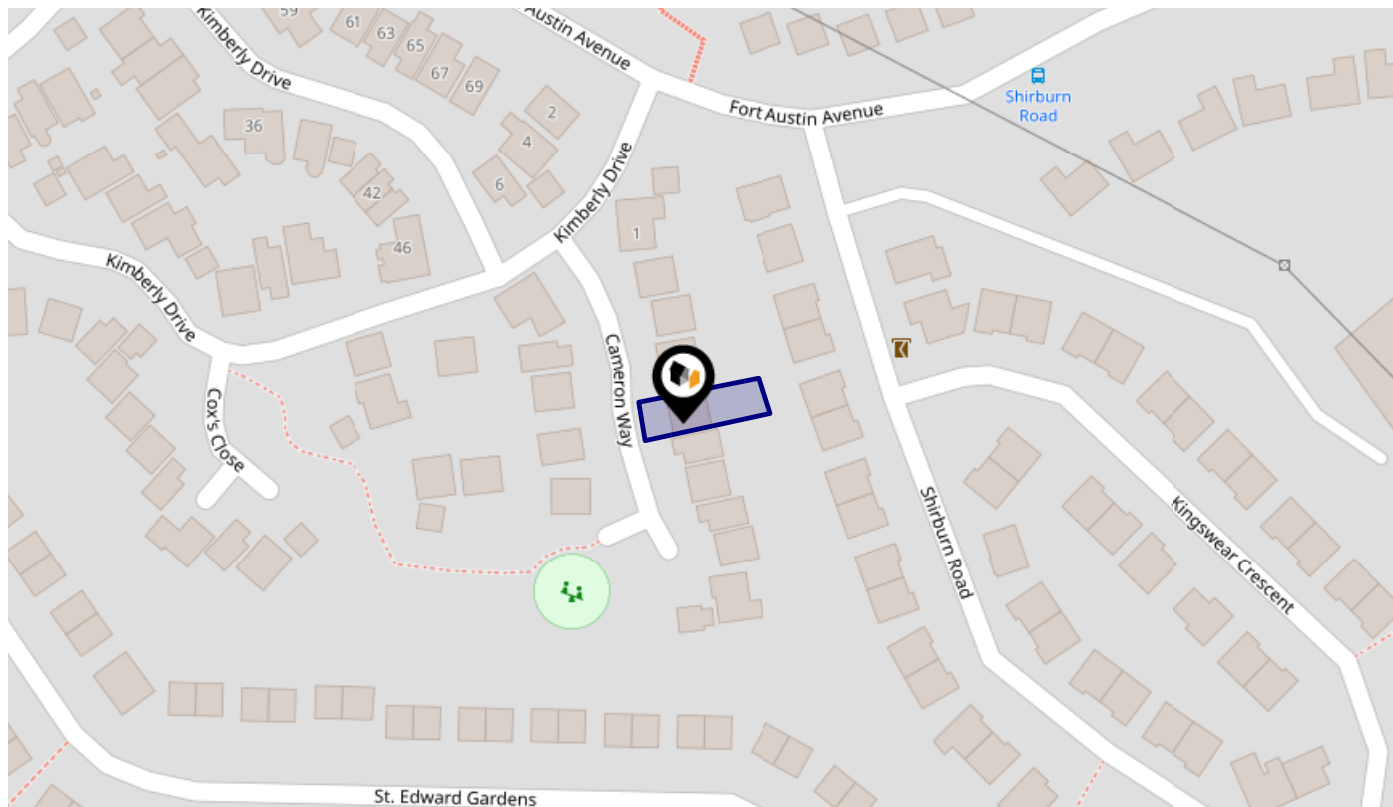 59
61
63
65
67
69
Kimberly Drive
Austin Avenue
Fort Austin Avenue
Shirburn
Road
36
2
4
6
42
46
1
Kimberly Drive
Kimberly Drive
Cameron Way
Cox's Close
Shirburn Road
Kingswear Crescent
St. Edward Gardens